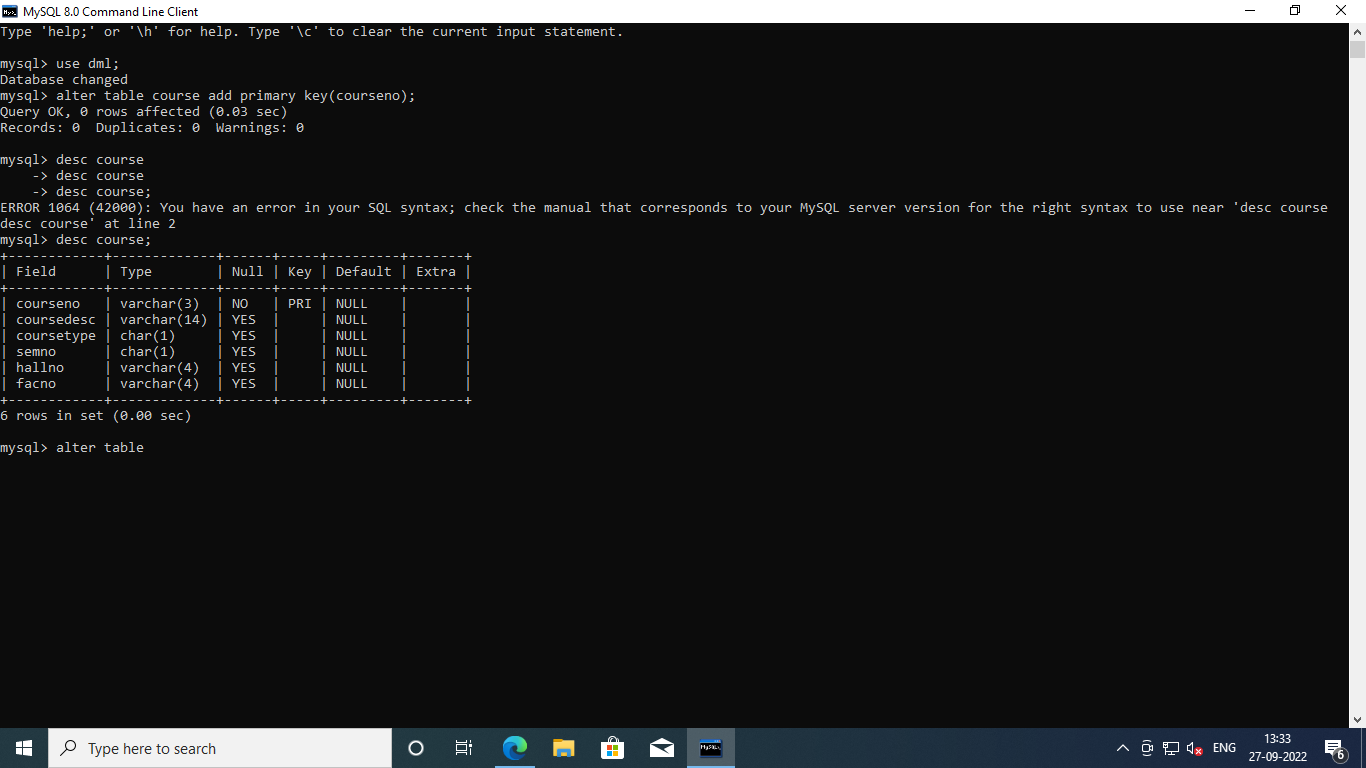 MySQL 8.0 Command Line Client
Type 'help;' or '\h' for help. Type '\c' to clear the current input statement.
mysql> use dml;
Database changed
mysql> alter table course add primary key(courseno);
Query OK, 0 rows affected (0.03 sec)
Records: 0  Duplicates: 0  Warnings: 0
mysql> desc course
    -> desc course
    -> desc course;
ERROR 1064 (42000): You have an error in your SQL syntax; check the manual that corresponds to your MySQL server version for the right syntax to use near 'desc course
desc course' at line 2
mysql> desc course;
+------------+-------------+------+-----+---------+-------+
| Field      | Type        | Null | Key | Default | Extra |
+------------+-------------+------+-----+---------+-------+
| courseno   | varchar(3)  | NO   | PRI | NULL    |       |
| coursedesc | varchar(14) | YES  |     | NULL    |       |
| coursetype | char(1)     | YES  |     | NULL    |       |
| semno      | char(1)     | YES  |     | NULL    |       |
| hallno     | varchar(4)  | YES  |     | NULL    |       |
| facno      | varchar(4)  | YES  |     | NULL    |       |
+------------+-------------+------+-----+---------+-------+
6 rows in set (0.00 sec)
mysql> alter table
Type here to search
ENG
13:33
27-09-2022
6